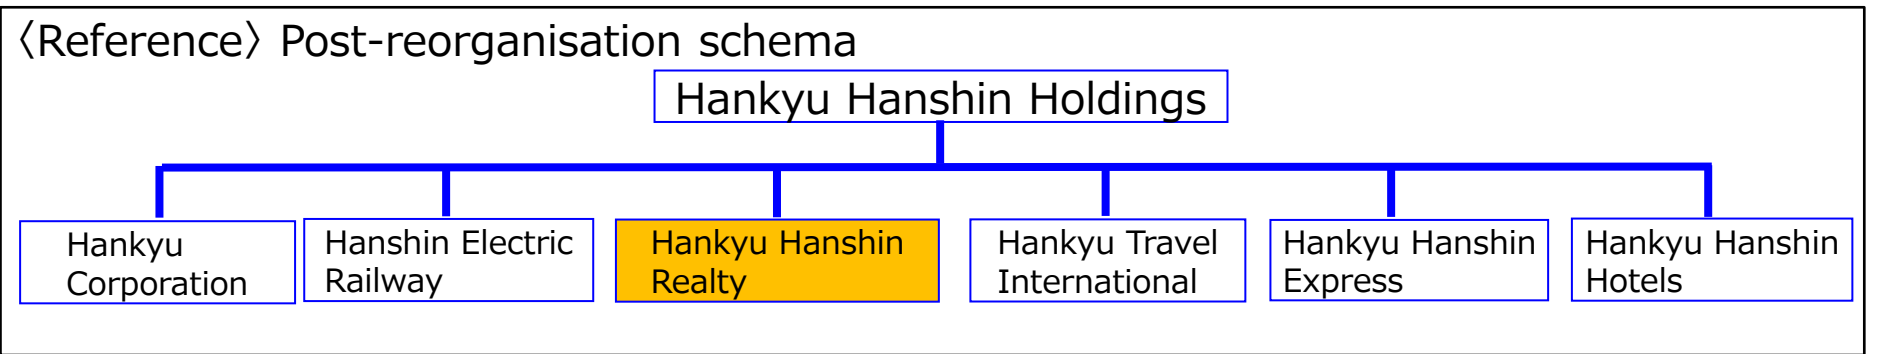 〈Reference〉 Post-reorganisation schema
Hankyu Hanshin Holdings
Hankyu
Corporation
Hanshin Electric
Railway
Hankyu Hanshin
Realty
Hankyu Travel
International
Hankyu Hanshin
Express
Hankyu Hanshin
Hotels